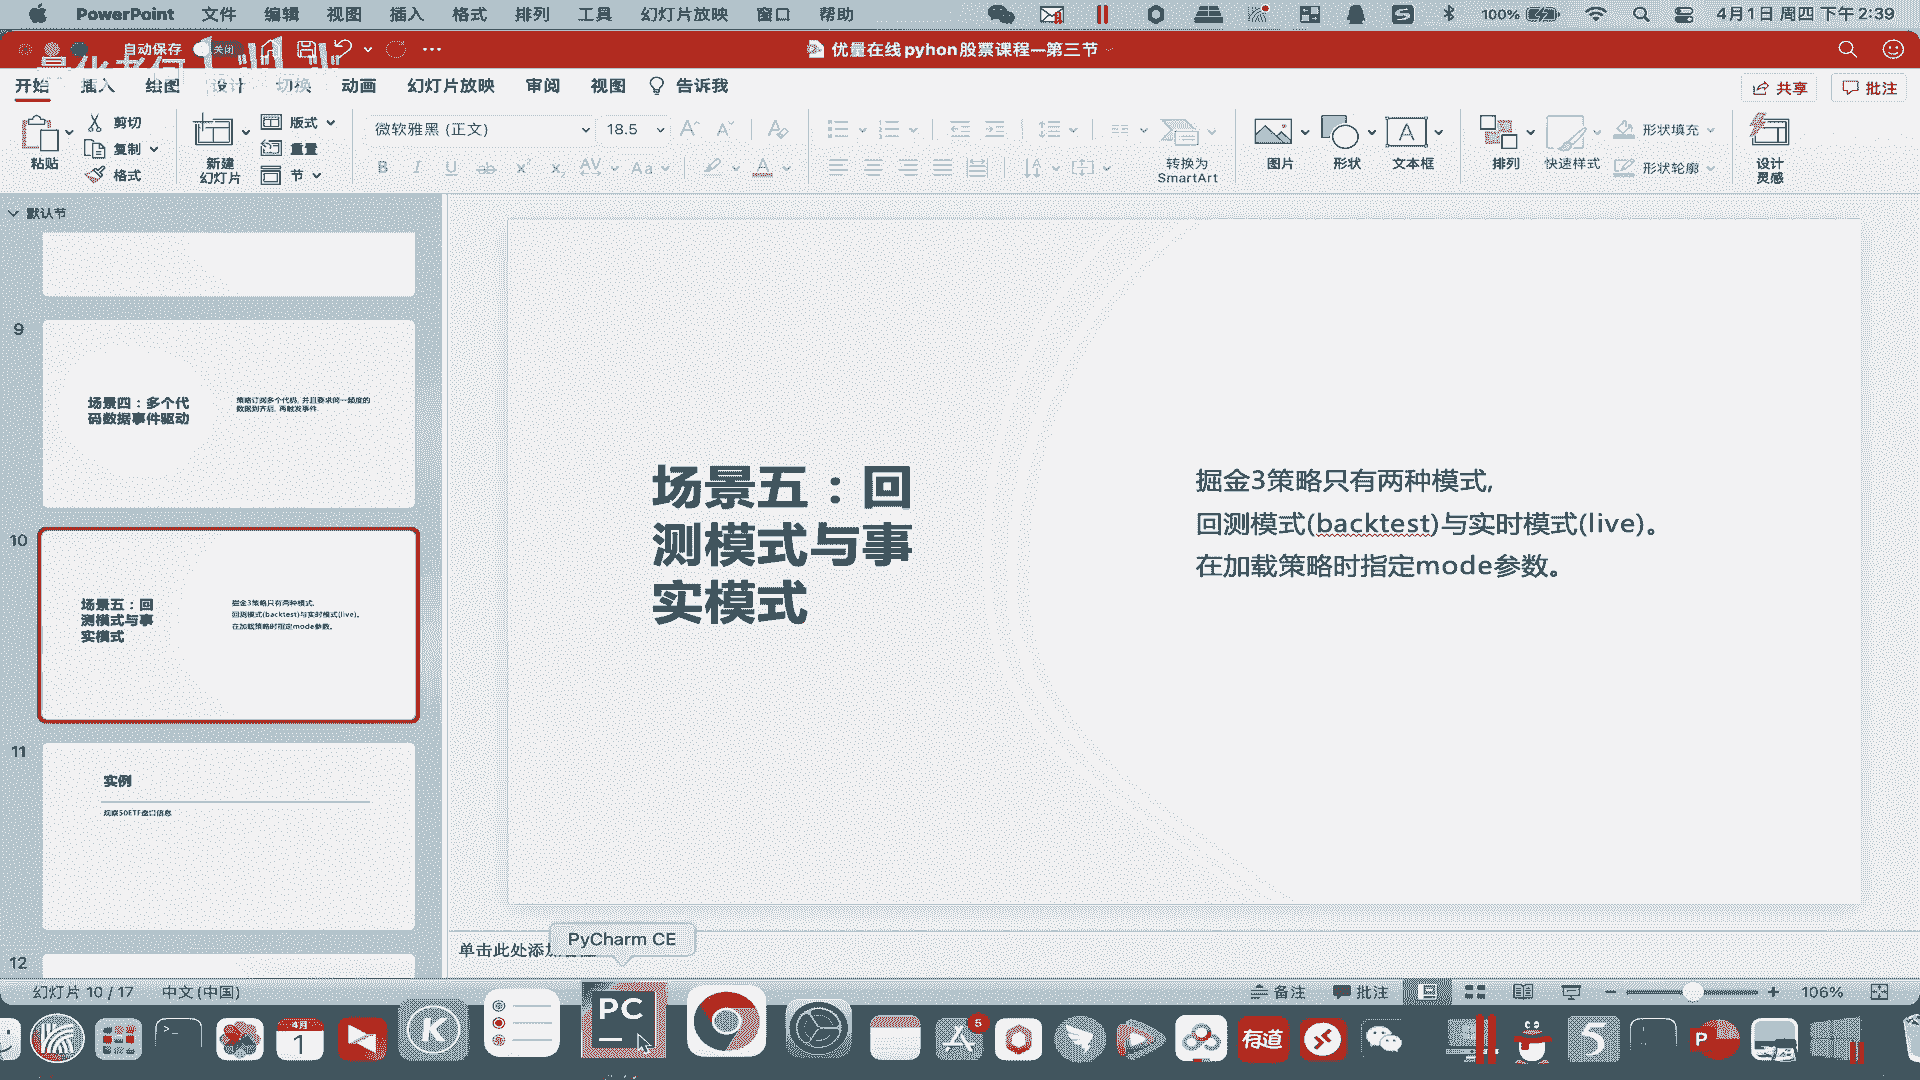 PowerPoint 文件 编辑 视图 插入 格式 排列 工具 幻灯片放映 窗口 帮助
100% 4月1日 周四 下午 2:39
自动保存 关闭
优量在线pyhon股票课程—第三节
开始 插入 绘图 设计 切换 动画 幻灯片放映 审阅 视图 告诉我
共享 批注
粘贴 剪切 复制 格式
新建
幻灯片
版式
重置
节
微软雅黑 (正文) 18.5
转换为
SmartArt
图片 形状 文本框 排列 快速样式 形状填充 形状轮廓
设计
灵感
默认节
9
场景四：多个代
码数据事件驱动
策略订阅多个代码, 并且要求同一频度的
数据到齐后, 再触发事件
10
场景五：回
测模式与事
实模式
掘金3策略只有两种模式,
回测模式(backtest)与实时模式(live)。
在加载策略时指定mode参数。
11
实例
观察50ETF盘口信息
12
场景五：回
测模式与事
实模式
掘金3策略只有两种模式,
回测模式(backtest)与实时模式(live)。
在加载策略时指定mode参数。
单击此处添加
PyCharm CE
幻灯片 10 / 17 中文 (中国)
备注 批注 106%
4月
1
PC
5
有道